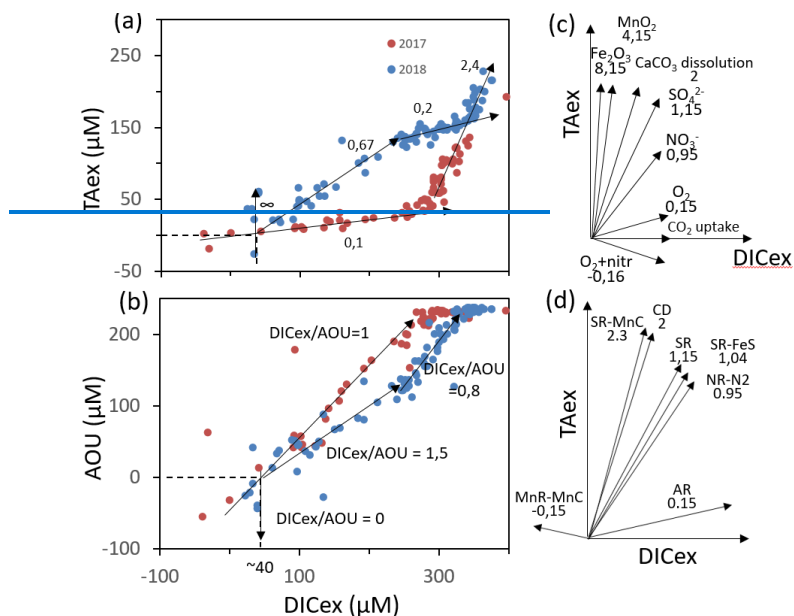 (a)
250
150
50
-50
TAex (µM)
2017
2018
2,4
0,2
0,67
∞
0,1
(b)
200
100
0
-100
AOU (µM)
DICex/AOU=1
DICex/AOU
=0,8
DICex/AOU = 1,5
DICex/AOU = 0
-100
~40
100
300
DICex (µM)
(c)
MnO₂
4,15
Fe₂O₃
8,15
CaCO₃ dissolution
2
SO₄²⁻
1,15
NO₃⁻
0,95
O₂
0,15
CO₂ uptake
TAex
DICex
O₂+nitr
-0,16
(d)
SR-MnC
2.3
CD
2
SR
1,15
SR-FeS
1,04
NR-N2
0.95
AR
0.15
MnR-MnC
-0,15
TAex
DICex